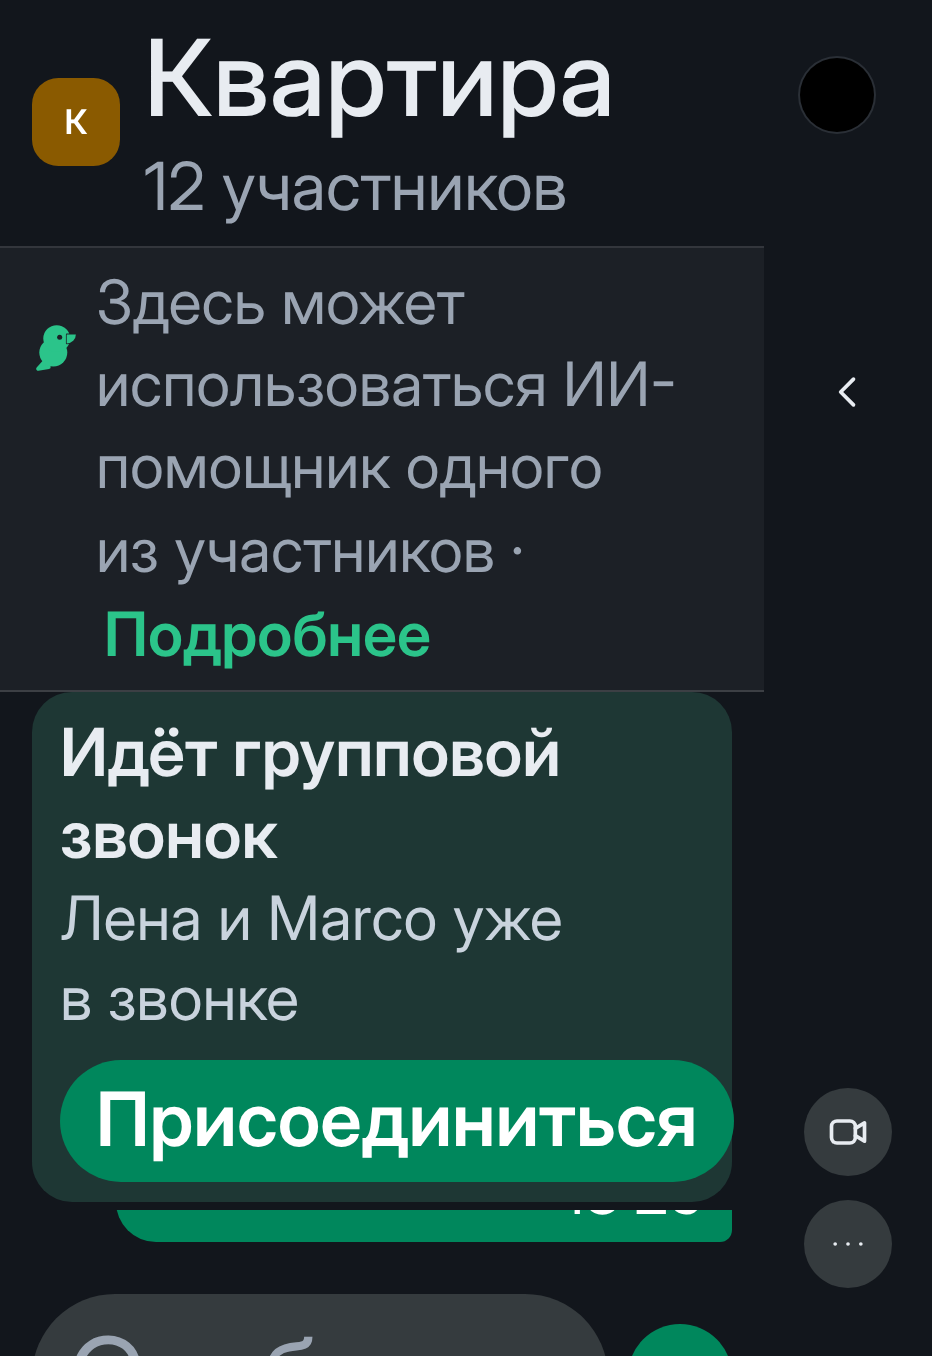 К
Квартира
12 участников
Здесь может
использоваться ИИ-
помощник одного
из участников ·
Подробнее
Идёт групповой
звонок
Лена и Marco уже
в звонке
Присоединиться